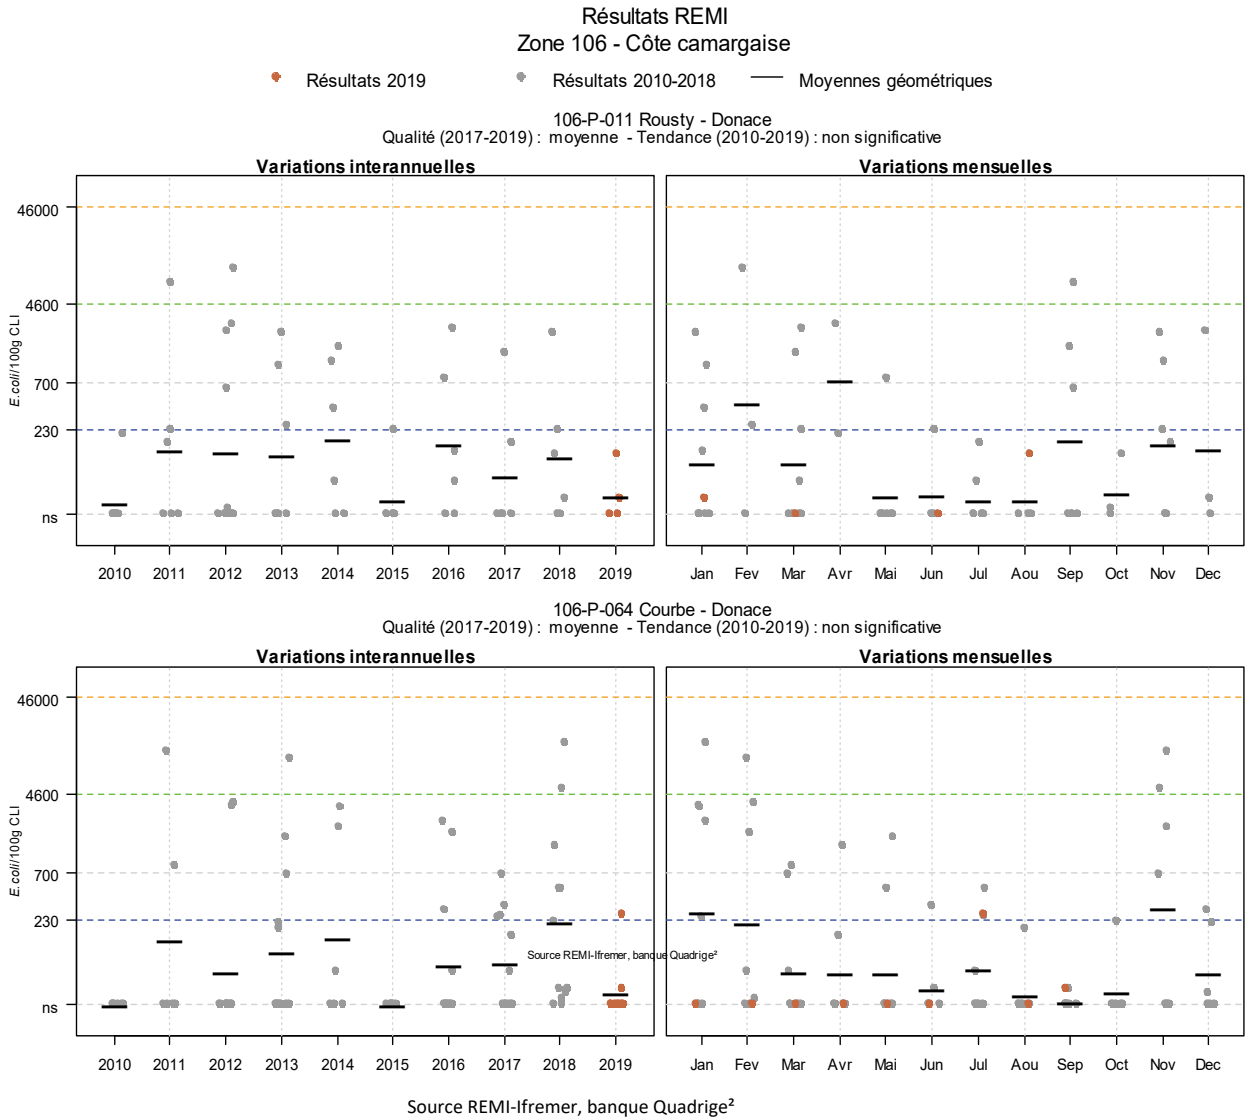 Résultats REMI
Zone 106 - Côte camargaise
Résultats 2019 Résultats 2010-2018 Moyennes géométriques
106-P-011 Rousty - Donace
Qualité (2017-2019) : moyenne - Tendance (2010-2019) : non significative
Variations interannuelles Variations mensuelles
E.coli/100g CLI
46000
4600
700
230
ns
2010 2011 2012 2013 2014 2015 2016 2017 2018 2019
Jan Fev Mar Avr Mai Jun Jul Aou Sep Oct Nov Dec
106-P-064 Courbe - Donace
Qualité (2017-2019) : moyenne - Tendance (2010-2019) : non significative
Variations interannuelles Variations mensuelles
E.coli/100g CLI
46000
4600
700
230
Source REMI-Ifremer, banque Quadrige²
ns
2010 2011 2012 2013 2014 2015 2016 2017 2018 2019
Jan Fev Mar Avr Mai Jun Jul Aou Sep Oct Nov Dec
Source REMI-Ifremer, banque Quadrige²